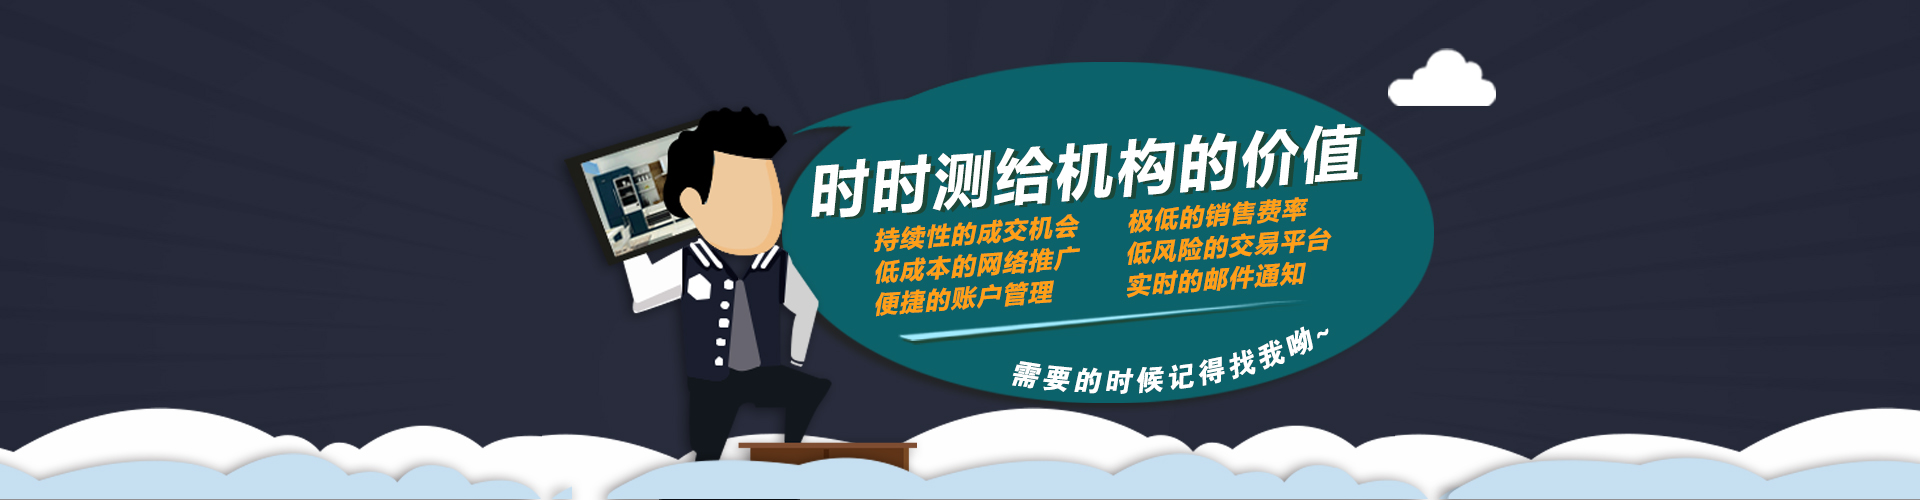 时时测给机构的价值
持续性的成交机会 极低的销售费率
低成本的网络推广 低风险的交易平台
便捷的账户管理 实时的邮件通知
需要的时候记得找我呦~